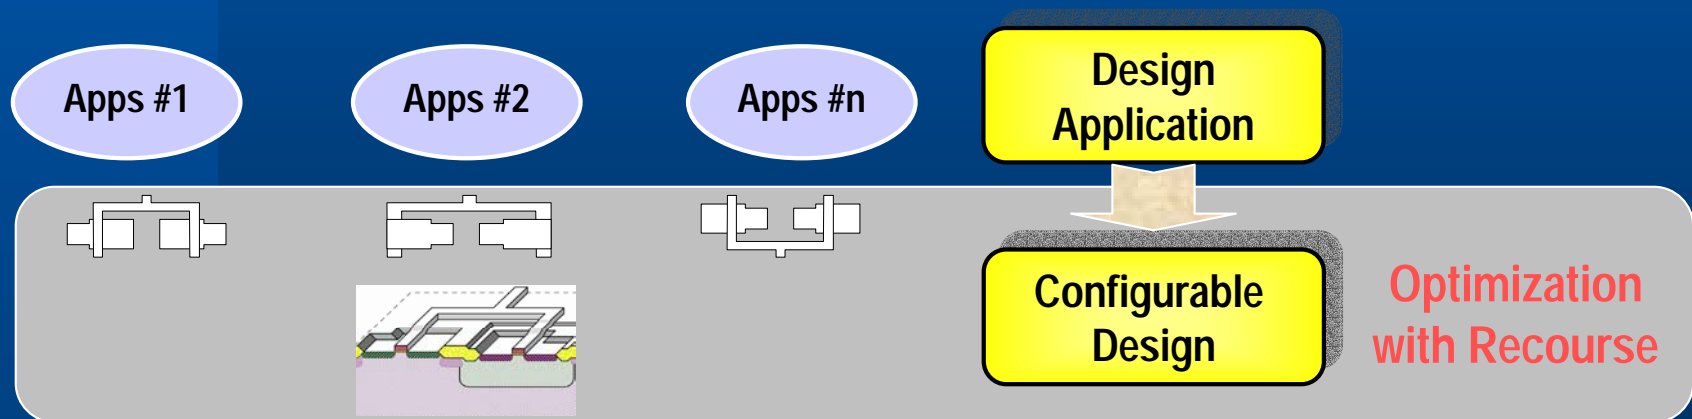 Apps #1
Apps #2
Apps #n
Design
Application
Configurable
Design
Optimization
with Recourse